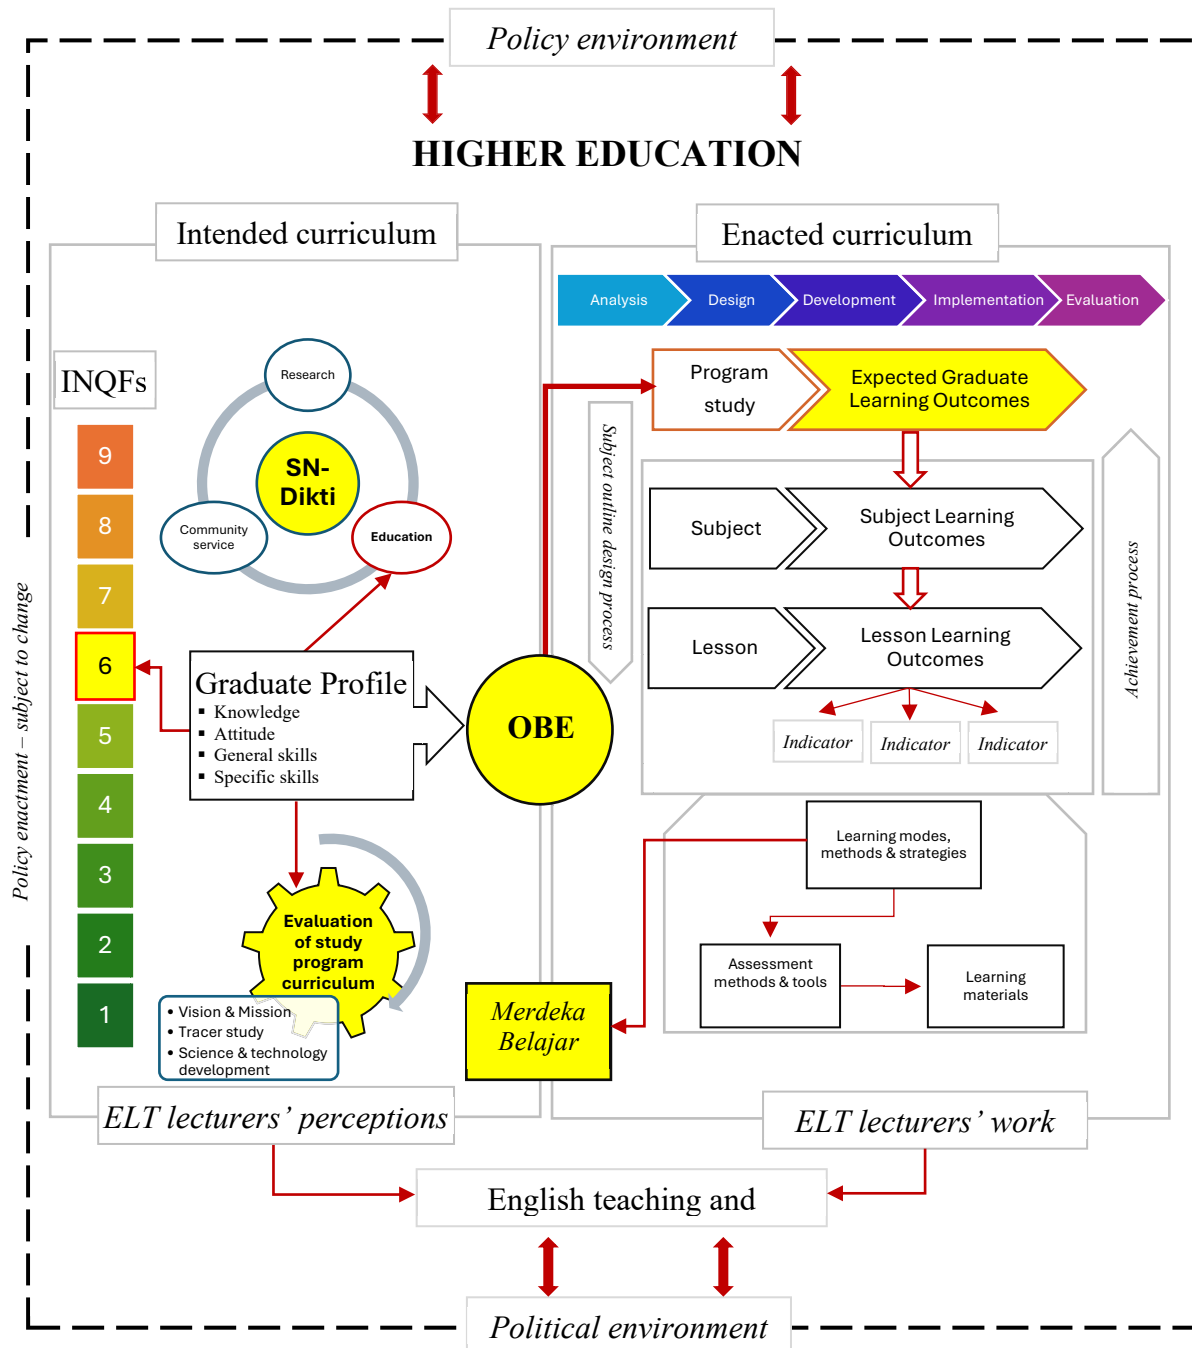 Policy environment
HIGHER EDUCATION
Intended curriculum
INQFs
9
8
7
6
5
4
3
2
1
Research
SN-
Dikti
Community
service
Education
Graduate Profile
▪ Knowledge
▪ Attitude
▪ General skills
▪ Specific skills
OBE
Evaluation
of study
program
curriculum
• Vision & Mission
• Tracer study
• Science & technology
development
ELT lecturers’ perceptions
Enacted curriculum
Analysis
Design
Development
Implementation
Evaluation
Program
study
Expected Graduate
Learning Outcomes
Subject
Subject Learning
Outcomes
Lesson
Lesson Learning
Outcomes
Indicator
Indicator
Indicator
Subject outline design process
Achievement process
Learning modes,
methods & strategies
Assessment
methods & tools
Learning
materials
Merdeka
Belajar
ELT lecturers’ work
Policy enactment – subject to change
English teaching and
Political environment